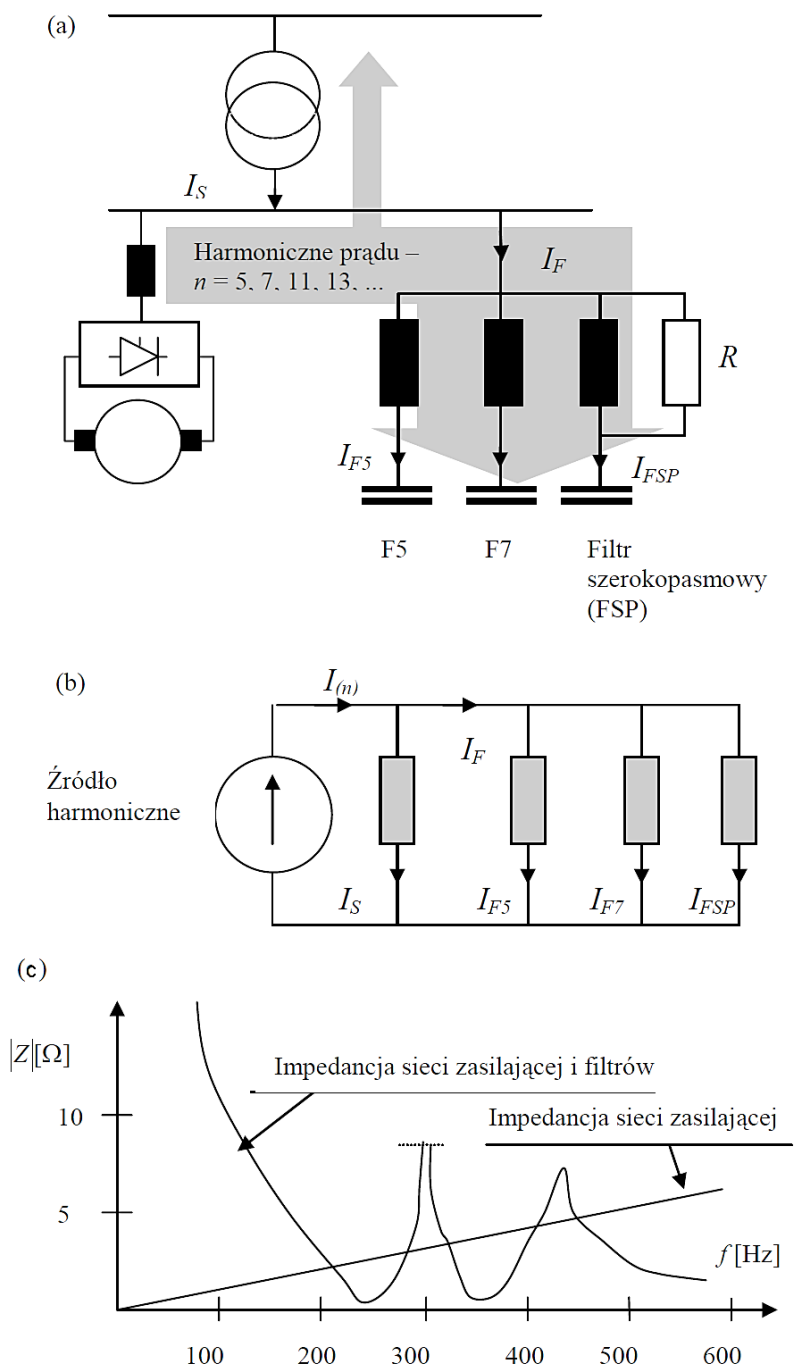 (a)
I_S
Harmoniczne prądu –
n = 5, 7, 11, 13, ...
I_F
R
I_F5
I_FSP
F5
F7
Filtr
szerokopasmowy
(FSP)
(b)
I_(n)
I_F
Źródło
harmoniczne
I_S
I_F5
I_F7
I_FSP
(c)
|Z|[Ω]
Impedancja sieci zasilającej i filtrów
10
Impedancja sieci zasilającej
5
f [Hz]
100 200 300 400 500 600